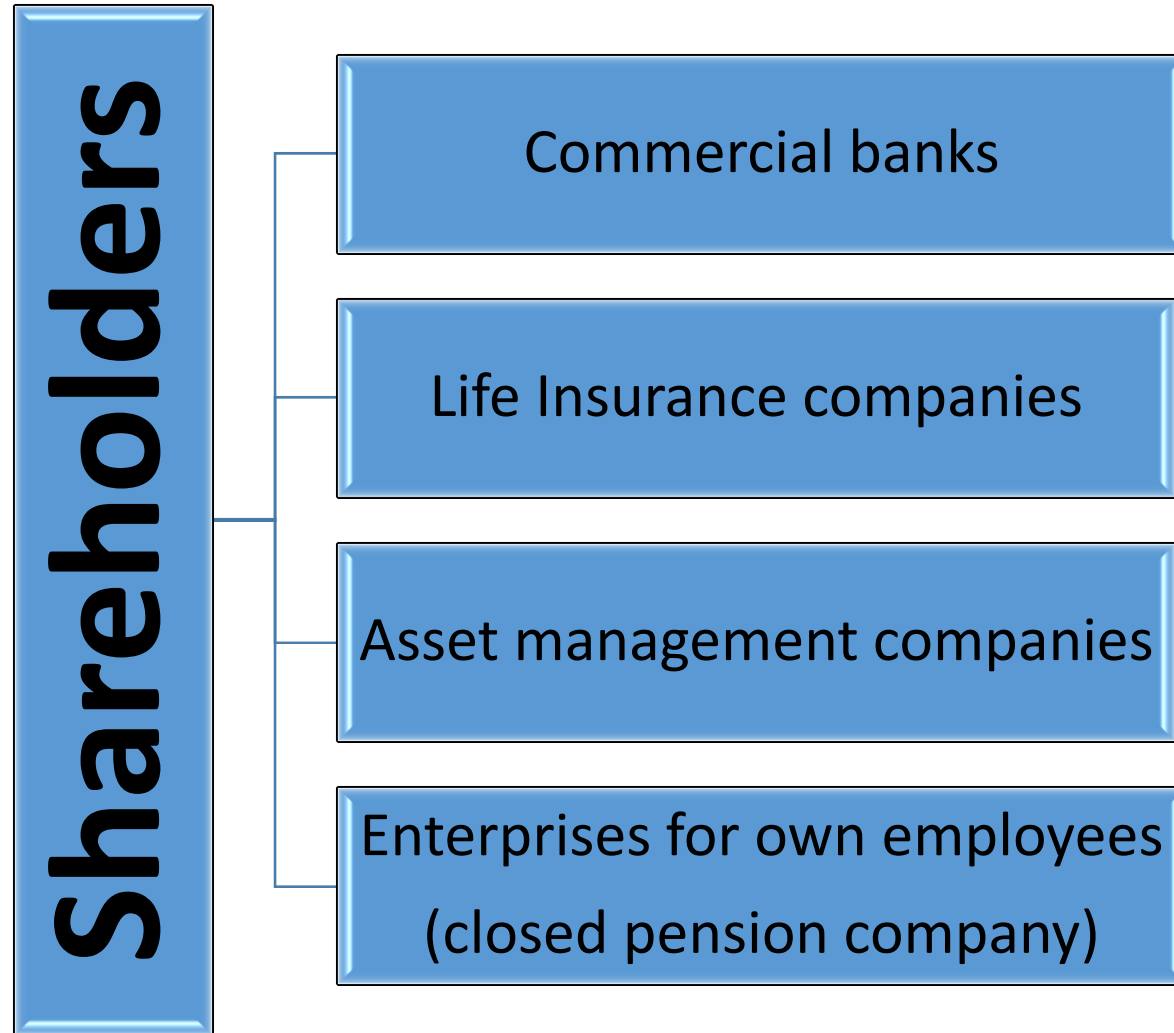 Shareholders
Commercial banks
Life Insurance companies
Asset management companies
Enterprises for own employees
(closed pension company)